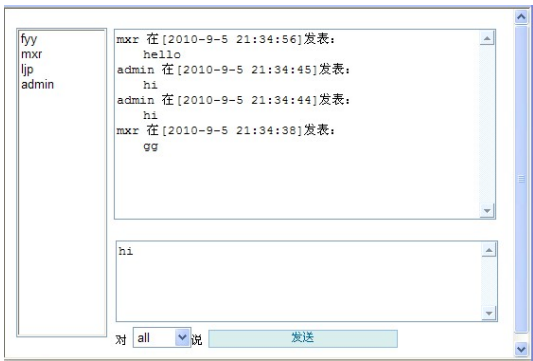 fyy
mxr
ljp
admin
mxr 在[2010-9-5 21:34:56]发表:
hello
admin 在[2010-9-5 21:34:45]发表:
hi
admin 在[2010-9-5 21:34:44]发表:
hi
mxr 在[2010-9-5 21:34:38]发表:
gg
hi
对 all 说 发送